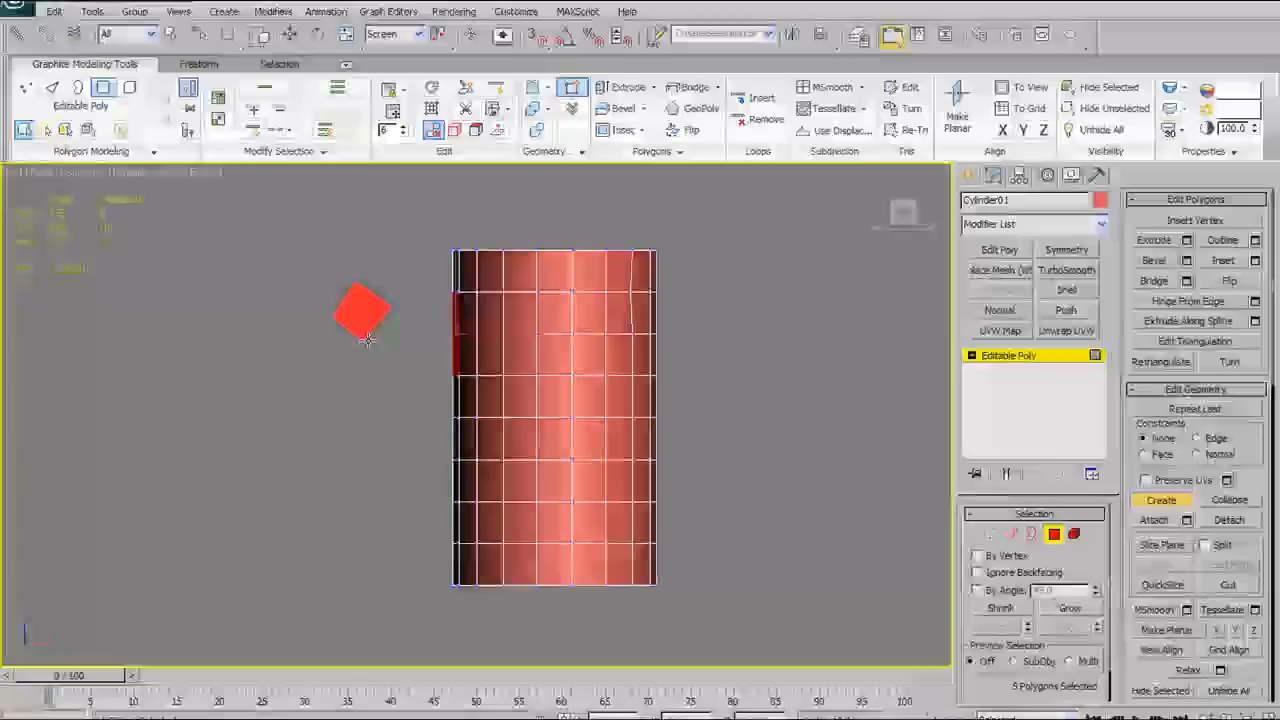 Edit Tools Group Views Create Modifiers Animation Graph Editors Rendering Customize MAXScript Help
All Screen
Graphite Modeling Tools Freeform Selection
Extrude Bridge Insert MSmooth Edit To View Hide Selected
Editable Poly
Bevel GeoPoly Remove Tessellate Turn Make Planar To Grid Hide Unselected
Inset Flip Use Displac... Re-Tri X Y Z Unhide All 100.0
Polygon Modeling Modify Selection Edit Geometry... Polygons Loops Subdivision Tris Align Visibility Properties
Cylinder01
Modifier List
Edit Poly Symmetry
TurboSmooth
Shell
Normal Push
UVW Map Unwrap UVW
Editable Poly
Selection
By Vertex
Ignore Backfacing
By Angle:
Shrink Grow
Preview Selection
Off SubObj Multi
5 Polygons Selected
Edit Polygons
Insert Vertex
Extrude Outline
Bevel Inset
Bridge Flip
Hinge From Edge
Extrude Along Spline
Edit Triangulation
Retriangulate Turn
Edit Geometry
Repeat Last
Constraints
None Edge
Face Normal
Preserve UVs
Create Collapse
Attach Detach
Slice Plane Split
QuickSlice Cut
MSmooth Tessellate
Make Planar X Y Z
View Align Grid Align
Relax
Hide Selected Unhide All
0 / 100
5 10 15 20 25 30 35 40 45 50 55 60 65 70 75 80 85 90 95 100